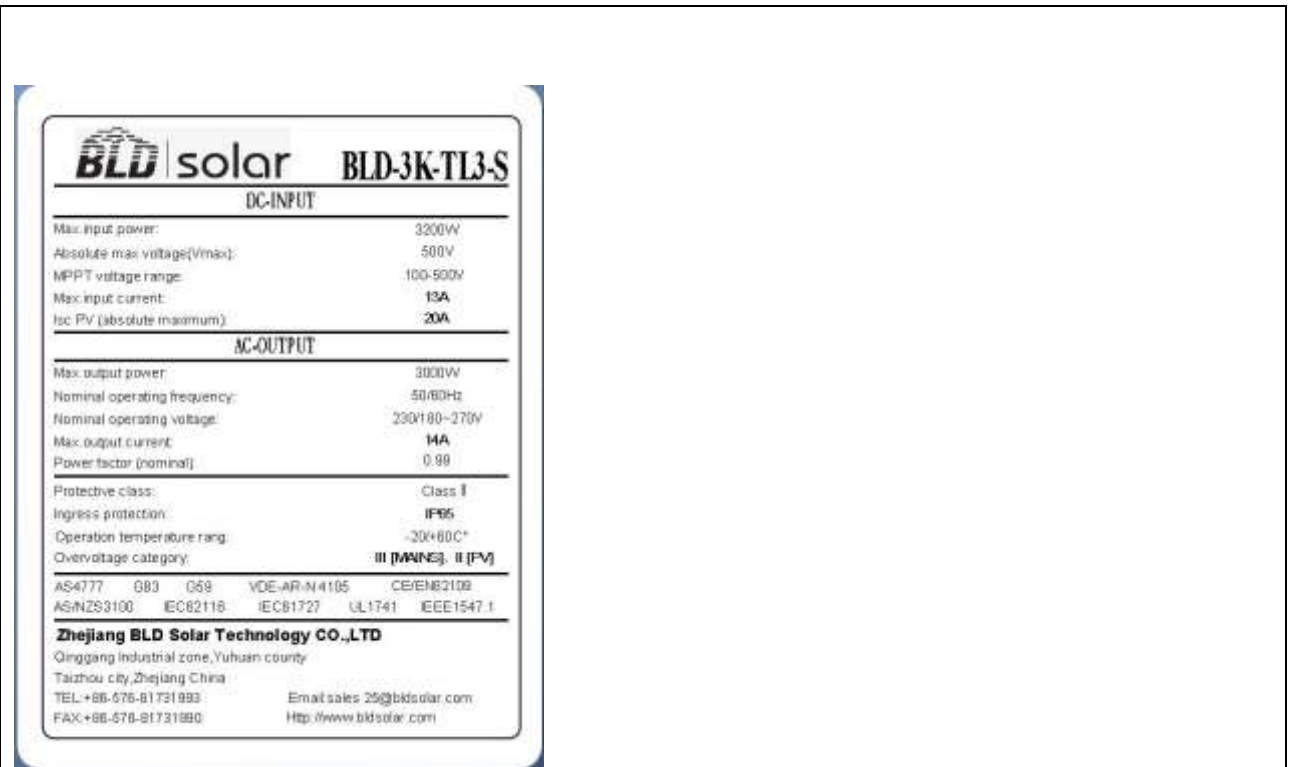 BLD solar BLD-3K-TL3-S
DC-INPUT
Max. input power: 3200W
Absolute max voltage(Vmax): 500V
MPPT voltage range: 100-500V
Max. input current: 13A
Isc PV (absolute maximum): 20A
AC-OUTPUT
Max. output power: 3000W
Nominal operating frequency: 50/60Hz
Nominal operating voltage: 230/180~270V
Max. output current: 14A
Power factor (nominal) 0.99
Protective class: Class I
Ingress protection: IP65
Operation temperature rang: -20/+60C°
Overvoltage category: III [MAINS]. II [PV]
AS4777 G83 G59 VDE-AR-N4105 CE/EN62109
AS/NZS3100 IEC62116 IEC61727 UL1741 IEEE1547.1
Zhejiang BLD Solar Technology CO.,LTD
Qinggang Industrial zone,Yuhuan county
Taizhou city,Zhejiang China
TEL:+86-576-81731993 Email:sales 25@bldsolar.com
FAX:+86-576-81731990 Http://www.bldsolar.com